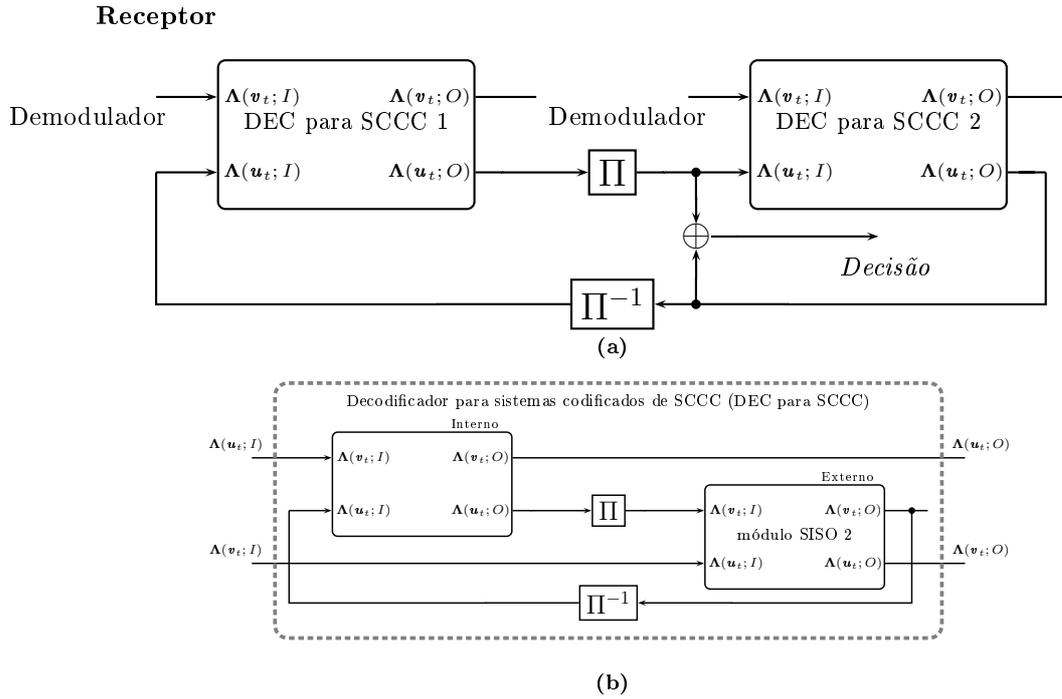 Receptor
Demodulador
Λ(v_t; I)
Λ(v_t; O)
DEC para SCCC 1
Λ(u_t; I)
Λ(u_t; O)
Π
Demodulador
Λ(v_t; I)
Λ(v_t; O)
DEC para SCCC 2
Λ(u_t; I)
Λ(u_t; O)
Decisão
Π^{-1}
(a)
Decodificador para sistemas codificados de SCCC (DEC para SCCC)
Interno
Λ(u_t; I)
Λ(v_t; I)
Λ(v_t; O)
Λ(u_t; O)
Externo
Λ(u_t; I)
Λ(u_t; O)
Π
Λ(v_t; I)
Λ(v_t; O)
módulo SISO 2
Λ(v_t; I)
Λ(u_t; I)
Λ(u_t; O)
Λ(v_t; O)
Π^{-1}
(b)